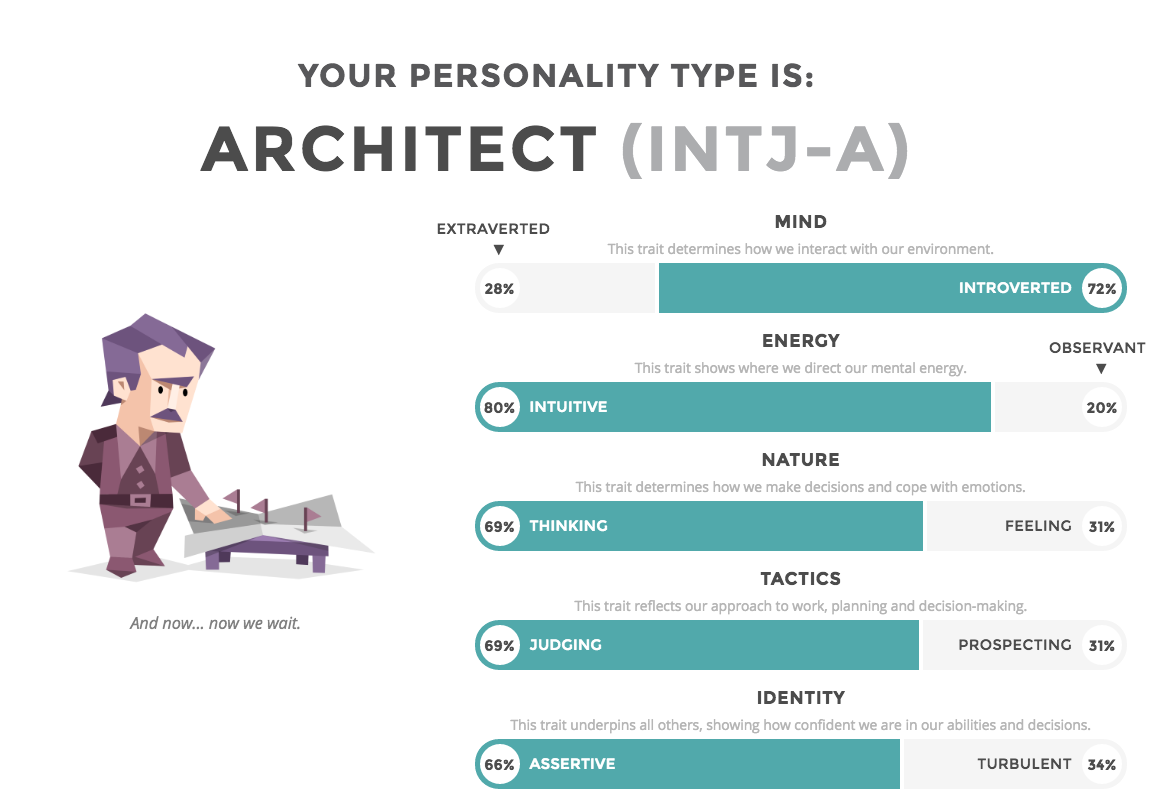 YOUR PERSONALITY TYPE IS:
ARCHITECT (INTJ-A)
MIND
EXTRAVERTED
▼
This trait determines how we interact with our environment.
28%
INTROVERTED 72%
ENERGY
OBSERVANT
▼
This trait shows where we direct our mental energy.
80% INTUITIVE
20%
NATURE
This trait determines how we make decisions and cope with emotions.
69% THINKING
FEELING 31%
TACTICS
This trait reflects our approach to work, planning and decision-making.
69% JUDGING
PROSPECTING 31%
IDENTITY
This trait underpins all others, showing how confident we are in our abilities and decisions.
66% ASSERTIVE
TURBULENT 34%
And now... now we wait.